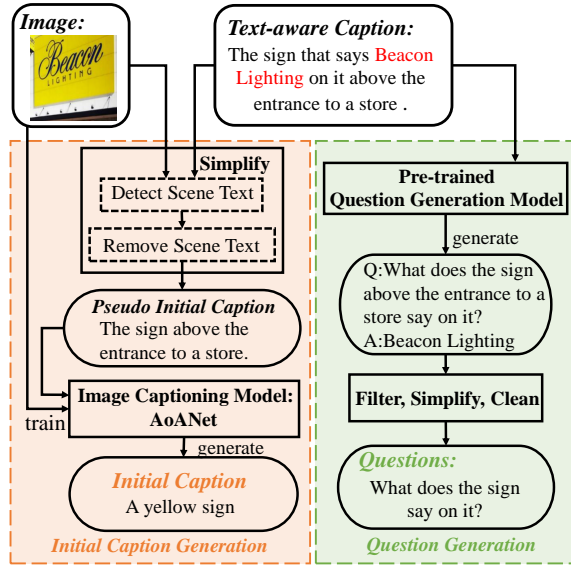 Image:
Beacon
LIGHTING
Text-aware Caption:
The sign that says Beacon
Lighting on it above the
entrance to a store .
Simplify
Detect Scene Text
Remove Scene Text
Pseudo Initial Caption
The sign above the
entrance to a store.
train
Image Captioning Model:
AoANet
generate
Initial Caption
A yellow sign
Initial Caption Generation
Pre-trained
Question Generation Model
generate
Q:What does the sign
above the entrance to a
store say on it?
A:Beacon Lighting
Filter, Simplify, Clean
Questions:
What does the sign
say on it?
Question Generation